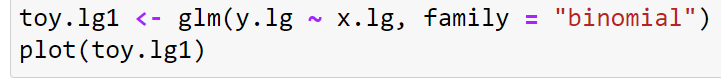 toy.lg1 <- glm(y.lg ~ x.lg, family = "binomial")
plot(toy.lg1)